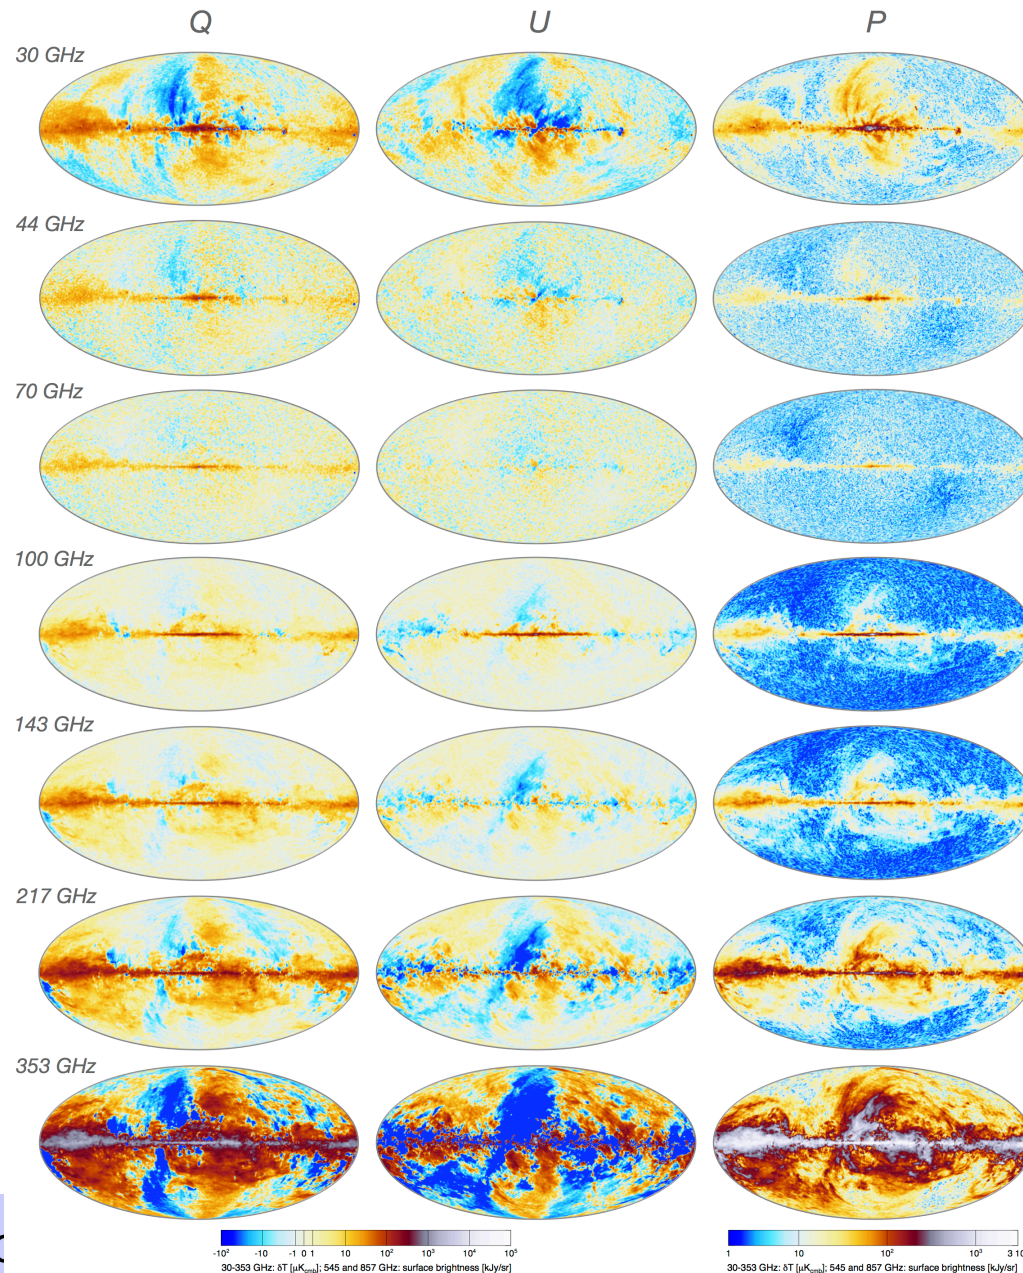 Q U P
30 GHz
44 GHz
70 GHz
100 GHz
143 GHz
217 GHz
353 GHz
-10² -10 -1 0 1 10 10² 10³ 10⁴ 10⁵
30-353 GHz: δT [μK_cmb]; 545 and 857 GHz: surface brightness [kJy/sr]
1 10 10² 10³ 3 10
30-353 GHz: δT [μK_cmb]; 545 and 857 GHz: surface brightness [kJy/sr]